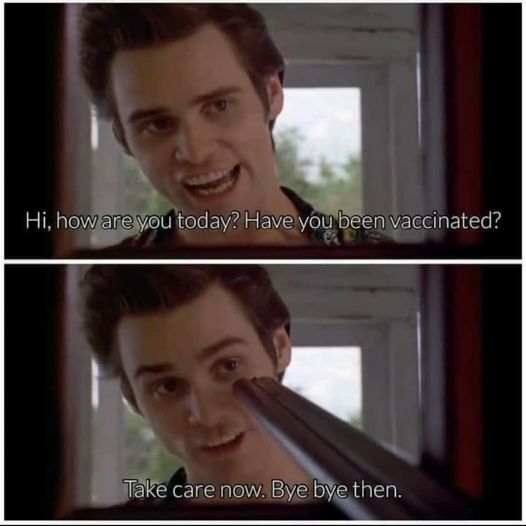 Hi, how are you today? Have you been vaccinated?
Take care now. Bye bye then.